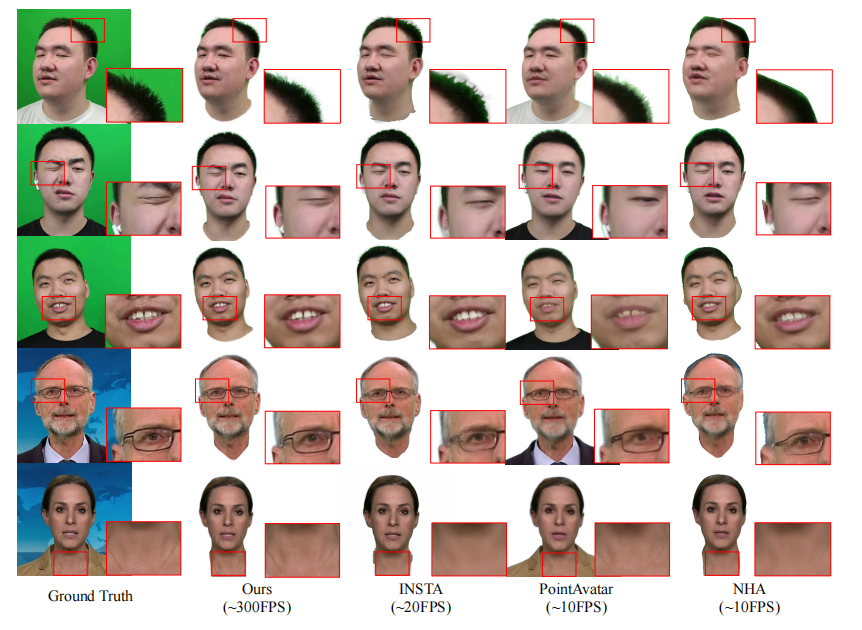 Ground Truth
Ours
(~300FPS)
INSTA
(~20FPS)
PointAvatar
(~10FPS)
NHA
(~10FPS)